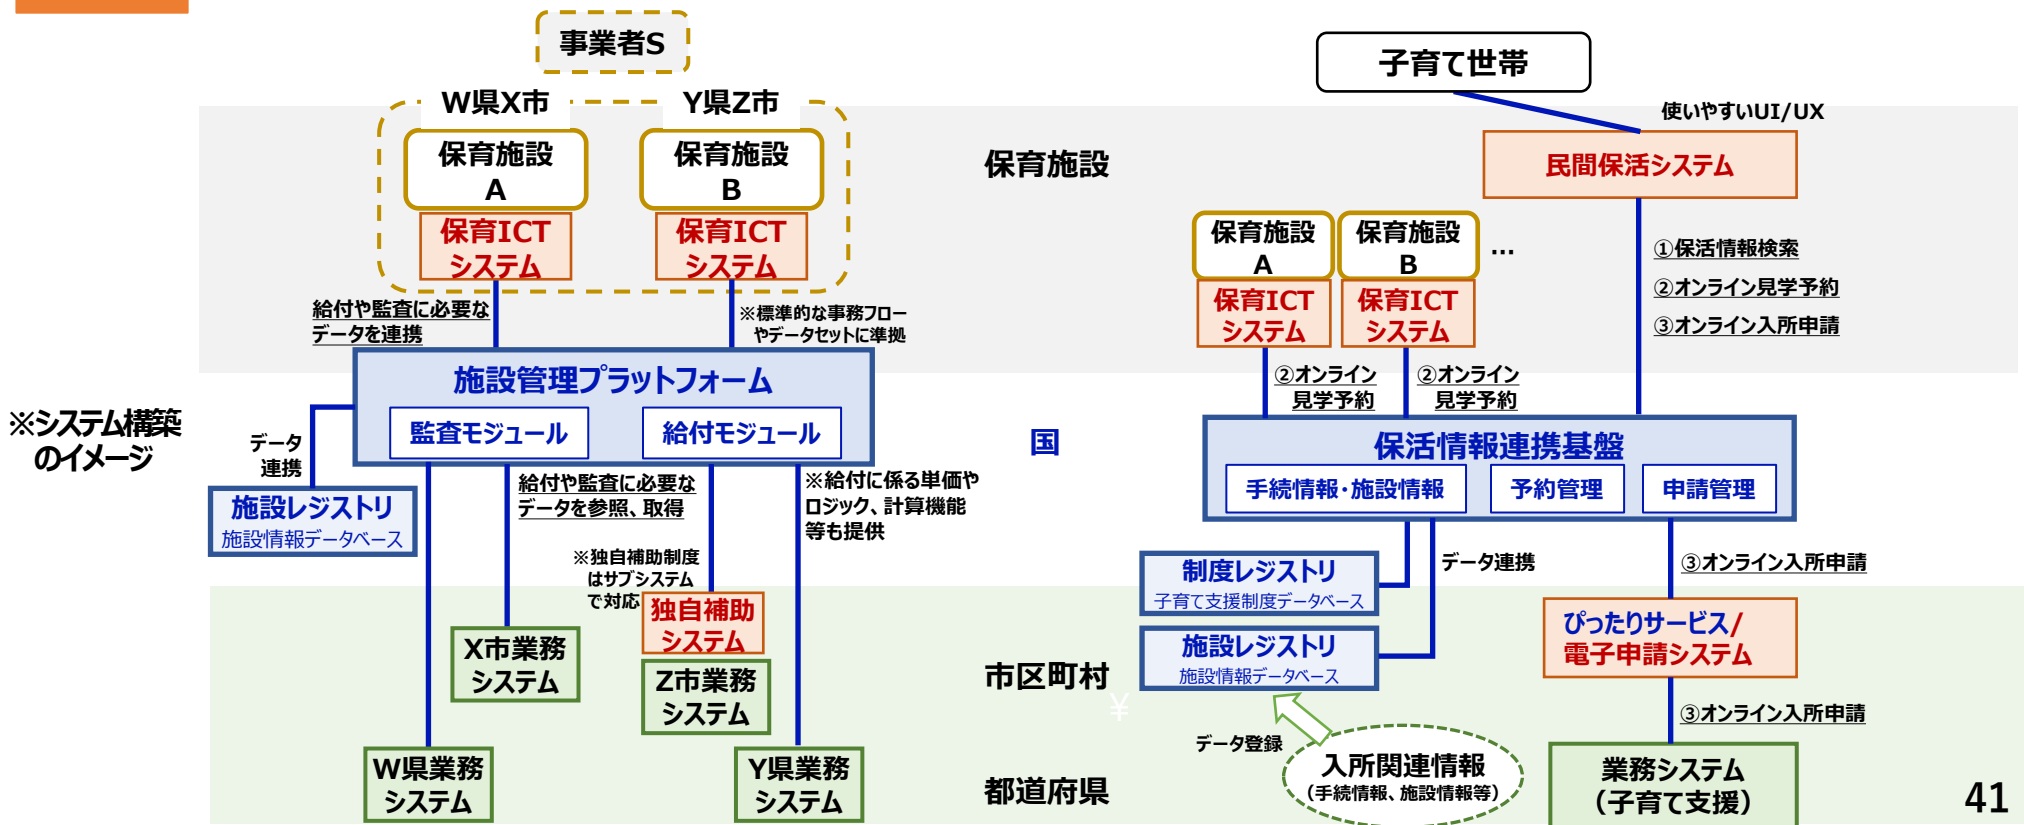 ※システム構築
のイメージ
事業者S
W県X市
Y県Z市
保育施設
A
保育施設
B
保育ICT
システム
保育ICT
システム
給付や監査に必要な
データを連携
※標準的な事務フロー
やデータセットに準拠
施設管理プラットフォーム
監査モジュール
給付モジュール
データ
連携
施設レジストリ
施設情報データベース
給付や監査に必要な
データを参照、取得
※給付に係る単価や
ロジック、計算機能
等も提供
※独自補助制度
はサブシステム
で対応
独自補助
システム
X市業務
システム
Z市業務
システム
W県業務
システム
Y県業務
システム
保育施設
国
市区町村
¥
都道府県
子育て世帯
使いやすいUI/UX
民間保活システム
保育施設
A
保育施設
B
…
保育ICT
システム
保育ICT
システム
①保活情報検索
②オンライン見学予約
③オンライン入所申請
②オンライン
見学予約
②オンライン
見学予約
保活情報連携基盤
手続情報・施設情報
予約管理
申請管理
制度レジストリ
子育て支援制度データベース
データ連携
③オンライン入所申請
施設レジストリ
施設情報データベース
ぴったりサービス/
電子申請システム
③オンライン入所申請
データ登録
入所関連情報
（手続情報、施設情報等）
業務システム
（子育て支援）
41